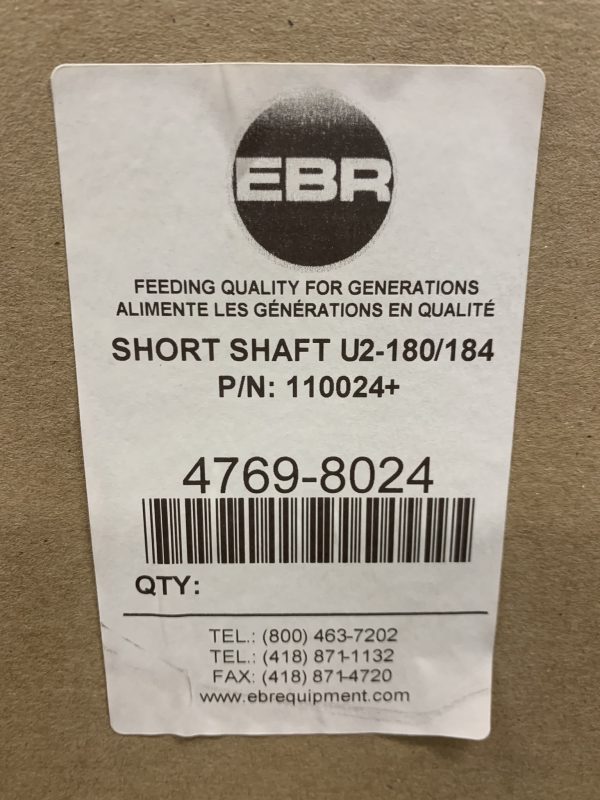 EBR
FEEDING QUALITY FOR GENERATIONS
ALIMENTE LES GÉNÉRATIONS EN QUALITÉ
SHORT SHAFT U2-180/184
P/N: 110024+
4769-8024
QTY:
TEL.: (800) 463-7202
TEL.: (418) 871-1132
FAX: (418) 871-4720
www.ebrequipment.com